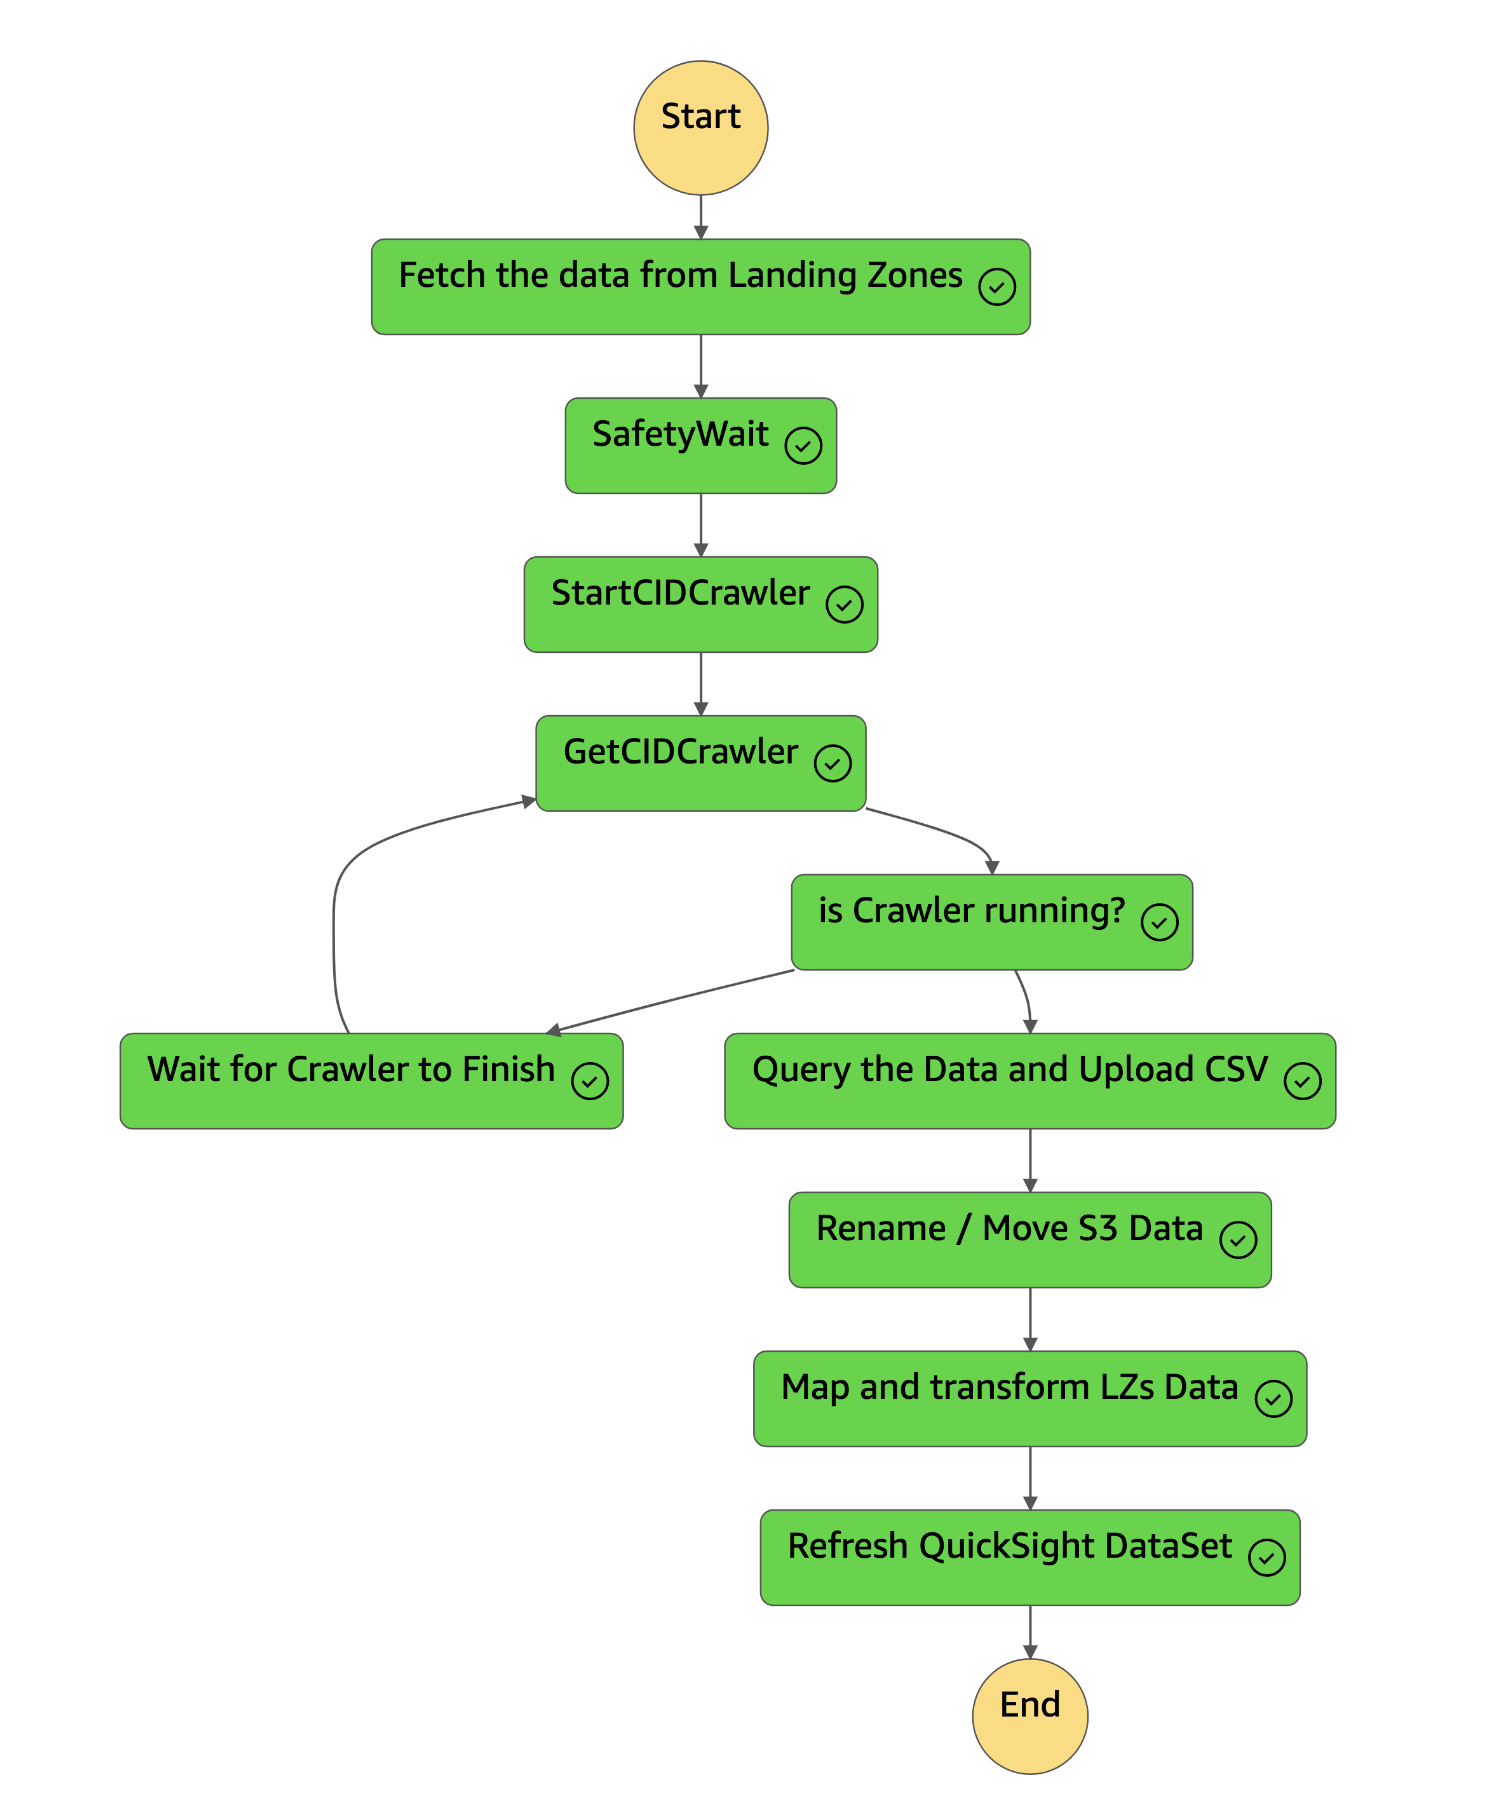 Start
Fetch the data from Landing Zones
SafetyWait
StartCIDCrawler
GetCIDCrawler
is Crawler running?
Wait for Crawler to Finish
Query the Data and Upload CSV
Rename / Move S3 Data
Map and transform LZs Data
Refresh QuickSight DataSet
End